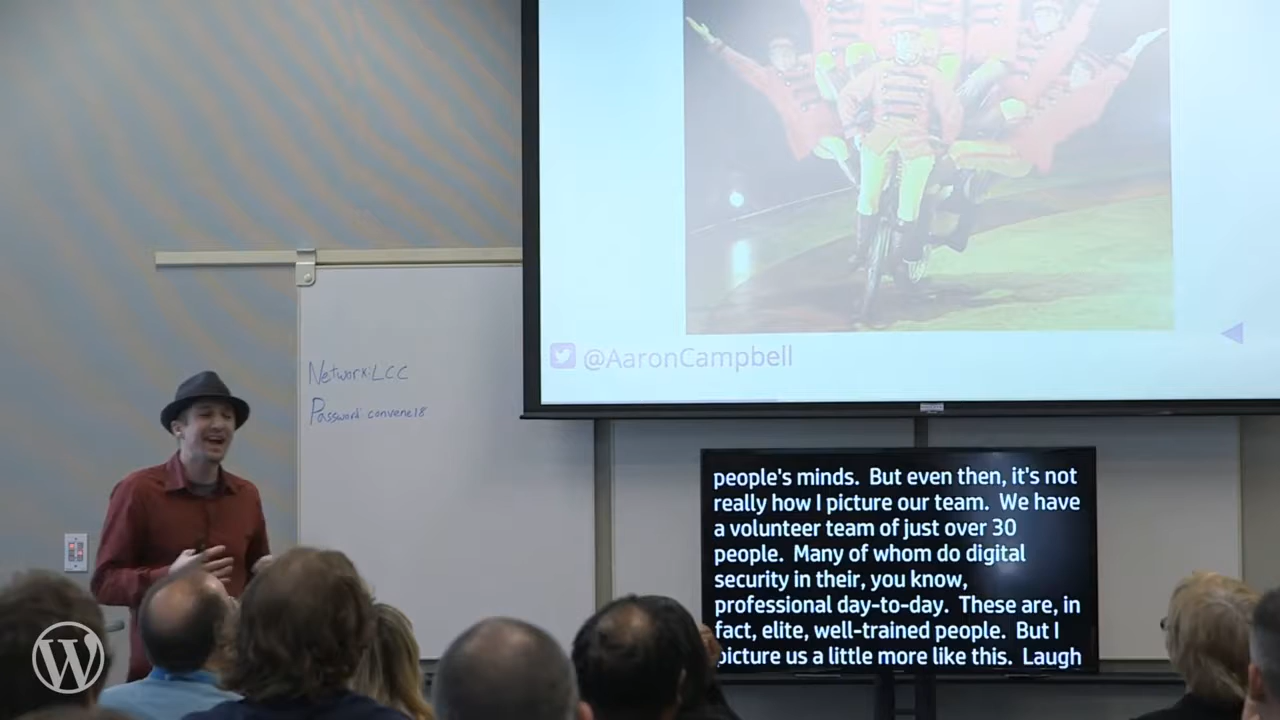 @AaronCampbell
Network: LCC
Password: convene18
people's minds. But even then, it's not
really how I picture our team. We have
a volunteer team of just over 30
people. Many of whom do digital
security in their, you know,
professional day-to-day. These are, in
fact, elite, well-trained people. But I
picture us a little more like this. Laugh
W